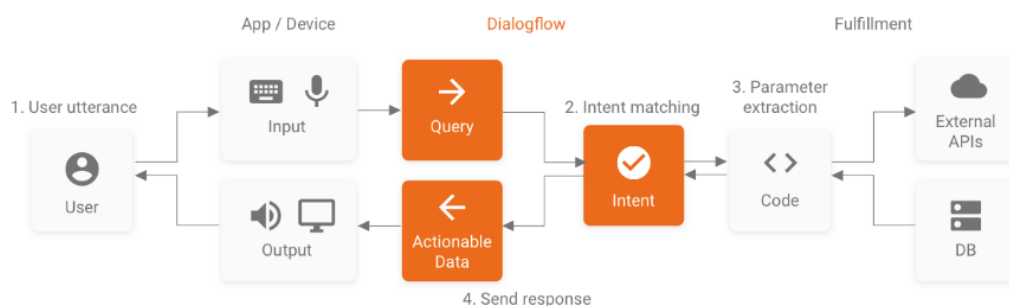 App / Device
Dialogflow
Fulfillment
1. User utterance
Input
Query
2. Intent matching
3. Parameter
extraction
External
APIs
User
Intent
Code
Output
Actionable
Data
DB
4. Send response